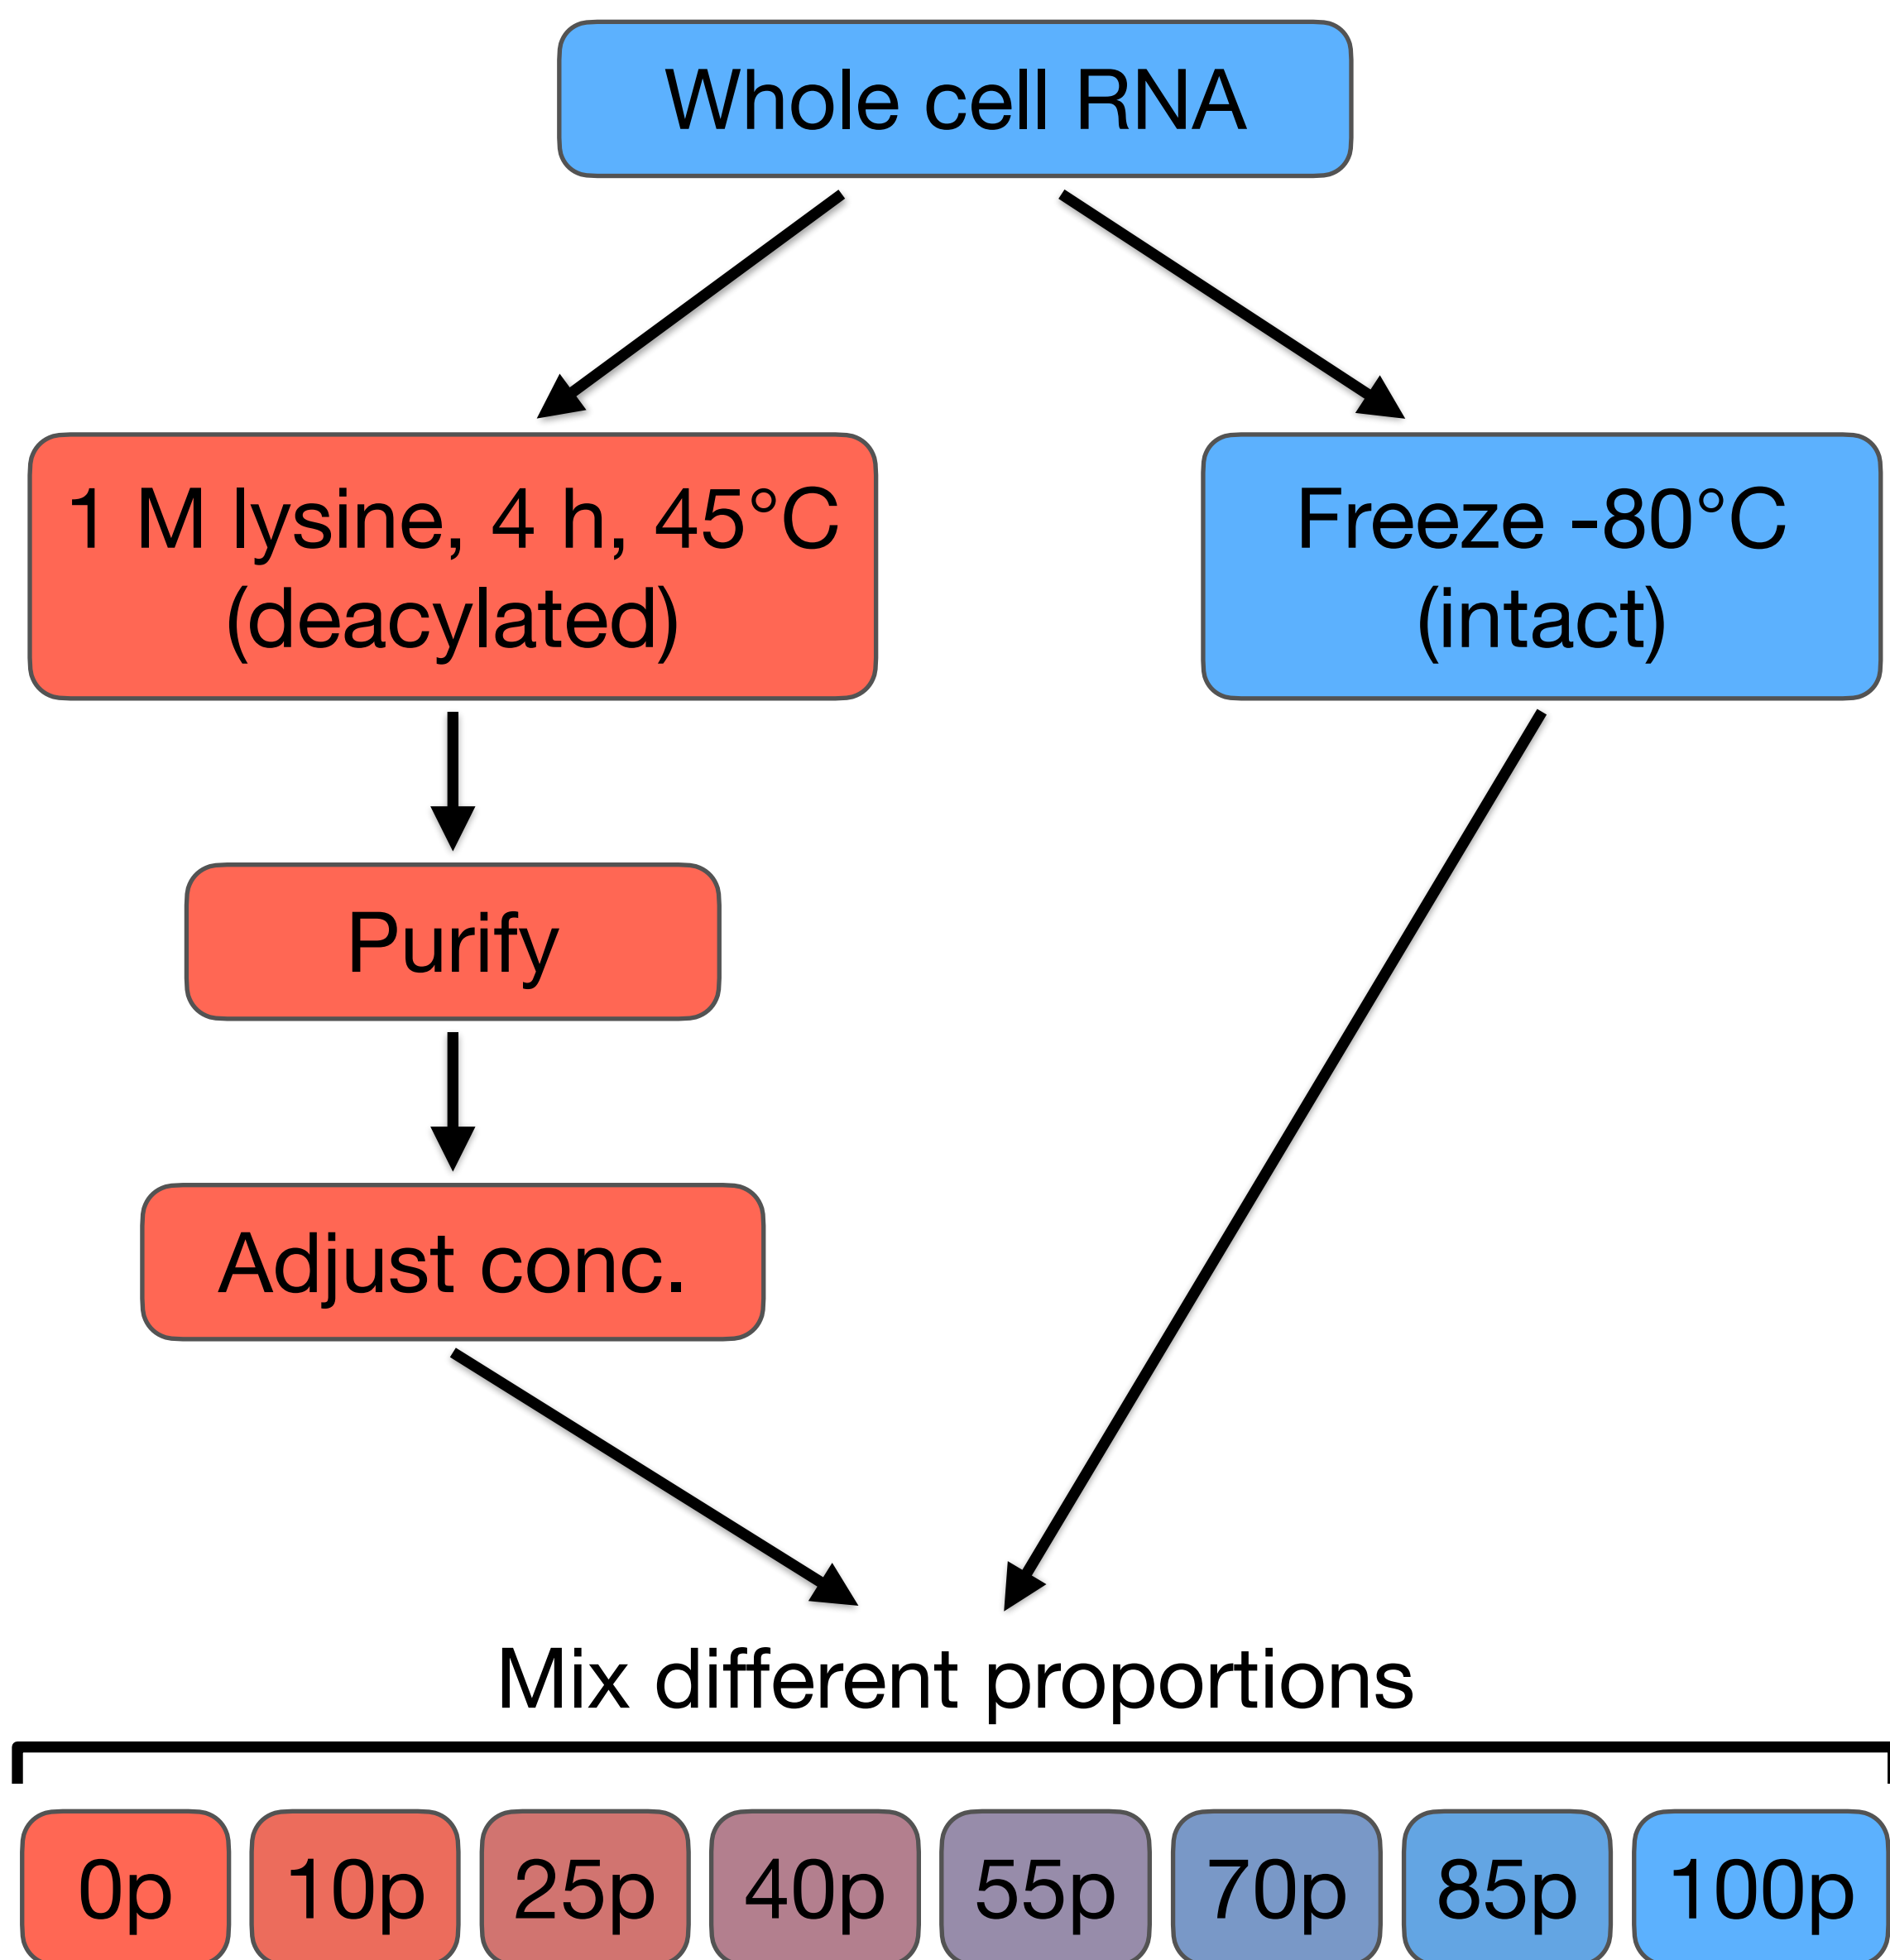 Whole cell RNA
1 M lysine, 4 h, 45°C
(deacylated)
Freeze -80°C
(intact)
Purify
Adjust conc.
Mix different proportions
0p 10p 25p 40p 55p 70p 85p 100p